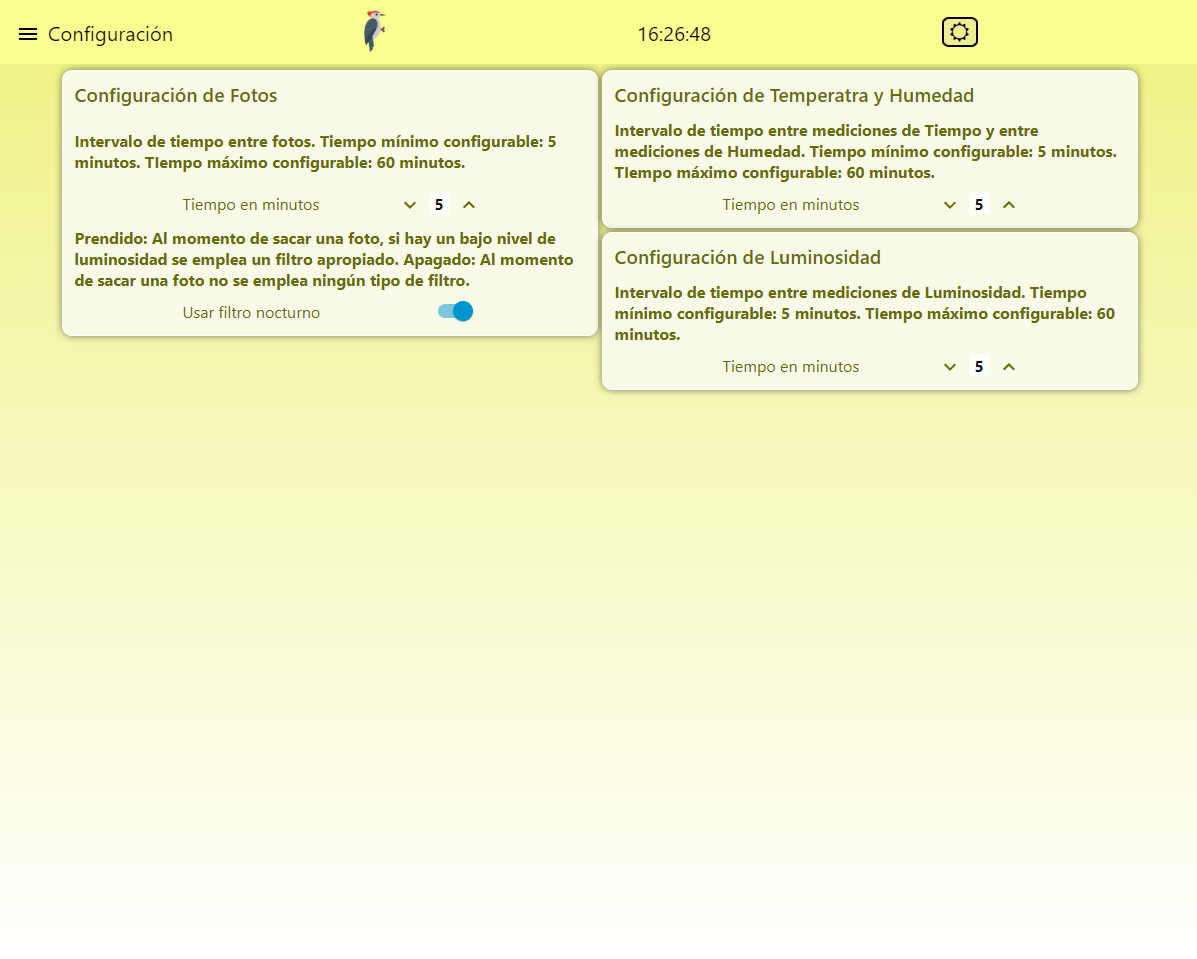 Configuración
16:26:48
Configuración de Fotos
Intervalo de tiempo entre fotos. Tiempo mínimo configurable: 5
minutos. TIempo máximo configurable: 60 minutos.
Tiempo en minutos 5
Prendido: Al momento de sacar una foto, si hay un bajo nivel de
luminosidad se emplea un filtro apropiado. Apagado: Al momento
de sacar una foto no se emplea ningún tipo de filtro.
Usar filtro nocturno
Configuración de Temperatra y Humedad
Intervalo de tiempo entre mediciones de Tiempo y entre
mediciones de Humedad. Tiempo mínimo configurable: 5 minutos.
TIempo máximo configurable: 60 minutos.
Tiempo en minutos 5
Configuración de Luminosidad
Intervalo de tiempo entre mediciones de Luminosidad. Tiempo
mínimo configurable: 5 minutos. TIempo máximo configurable: 60
minutos.
Tiempo en minutos 5